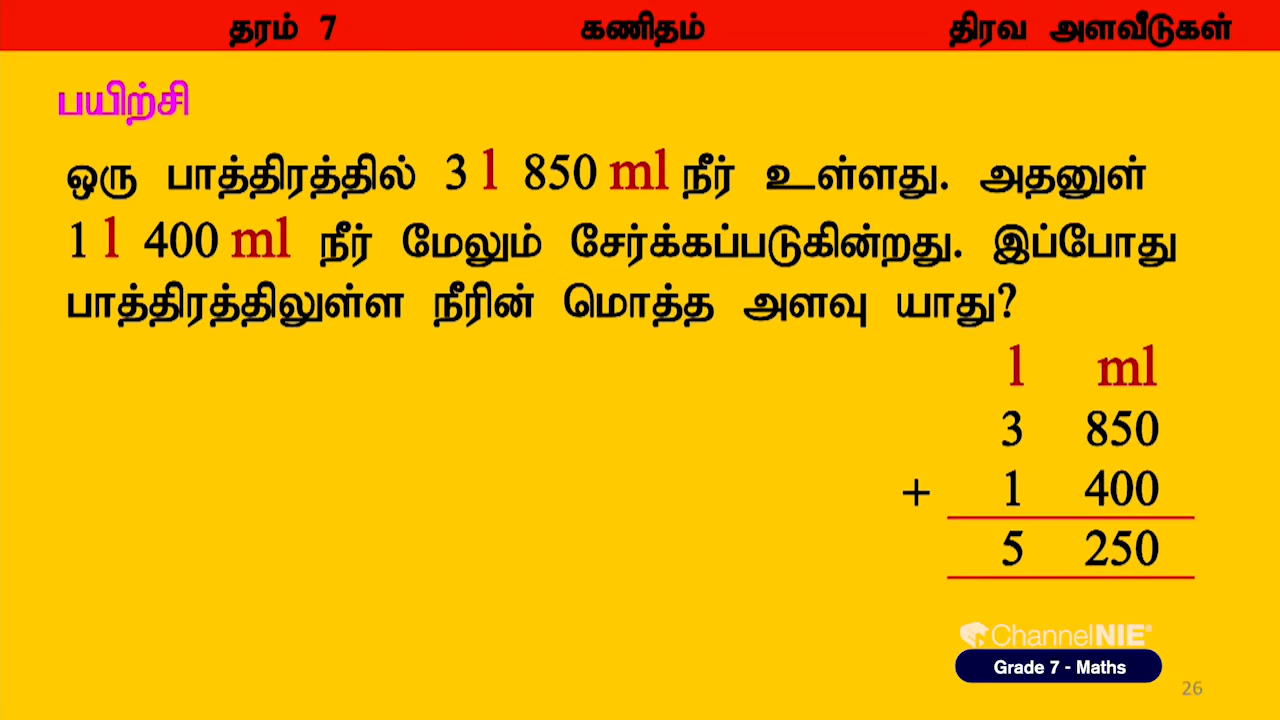 தரம் 7 கணிதம் திரவ அளவீடுகள்
பயிற்சி
ஒரு பாத்திரத்தில் 3 l 850 ml நீர் உள்ளது. அதனுள்
1 l 400 ml நீர் மேலும் சேர்க்கப்படுகின்றது. இப்போது
பாத்திரத்திலுள்ள நீரின் மொத்த அளவு யாது?
l ml
3 850
+ 1 400
5 250
ChannelNIE
Grade 7 - Maths
26